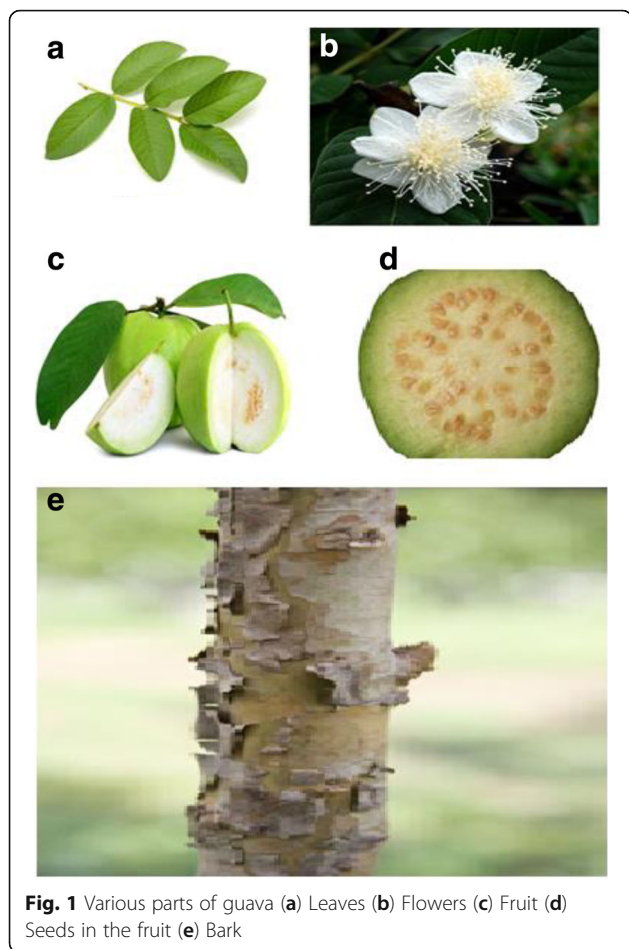 a
b
c
d
e
Fig. 1 Various parts of guava (a) Leaves (b) Flowers (c) Fruit (d)
Seeds in the fruit (e) Bark